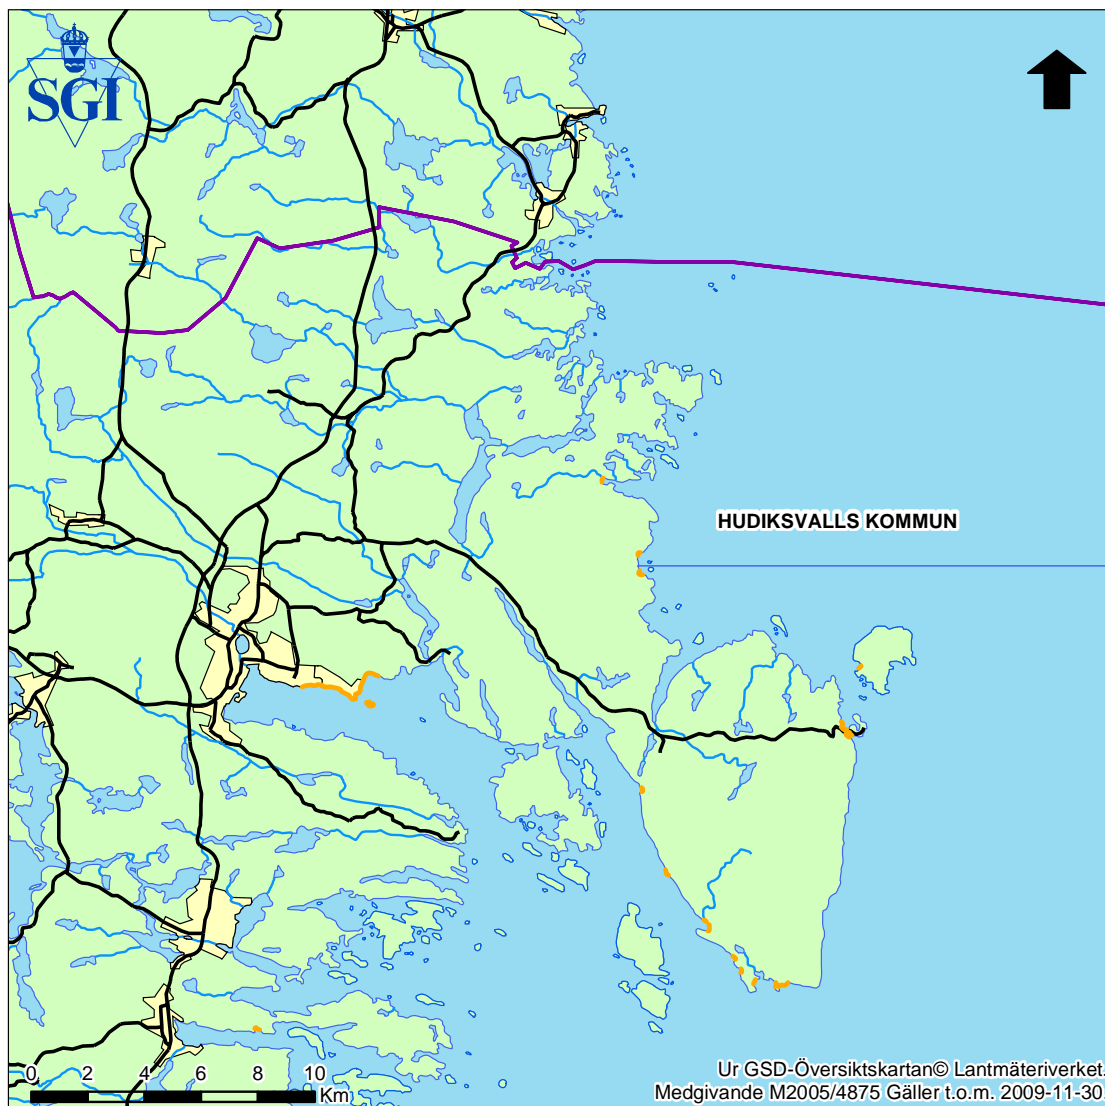 SGI
HUDIKSVALLS KOMMUN
0 2 4 6 8 10
Km
Ur GSD-Översiktskartan© Lantmäteriverket.
Medgivande M2005/4875 Gäller t.o.m. 2009-11-30